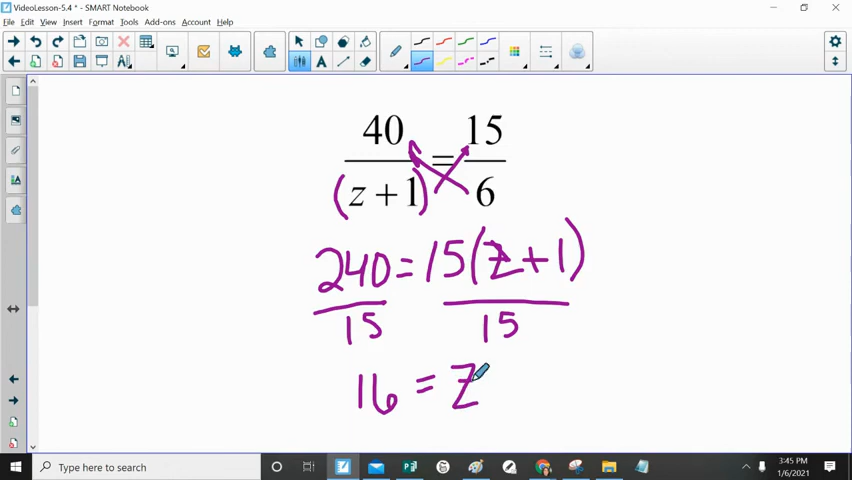 VideoLesson-5.4 * - SMART Notebook
File Edit View Insert Format Tools Add-ons Account Help
40 = 15
(z + 1) 6
240 = 15(z + 1)
15 15
16 = z
Type here to search
3:45 PM
1/6/2021